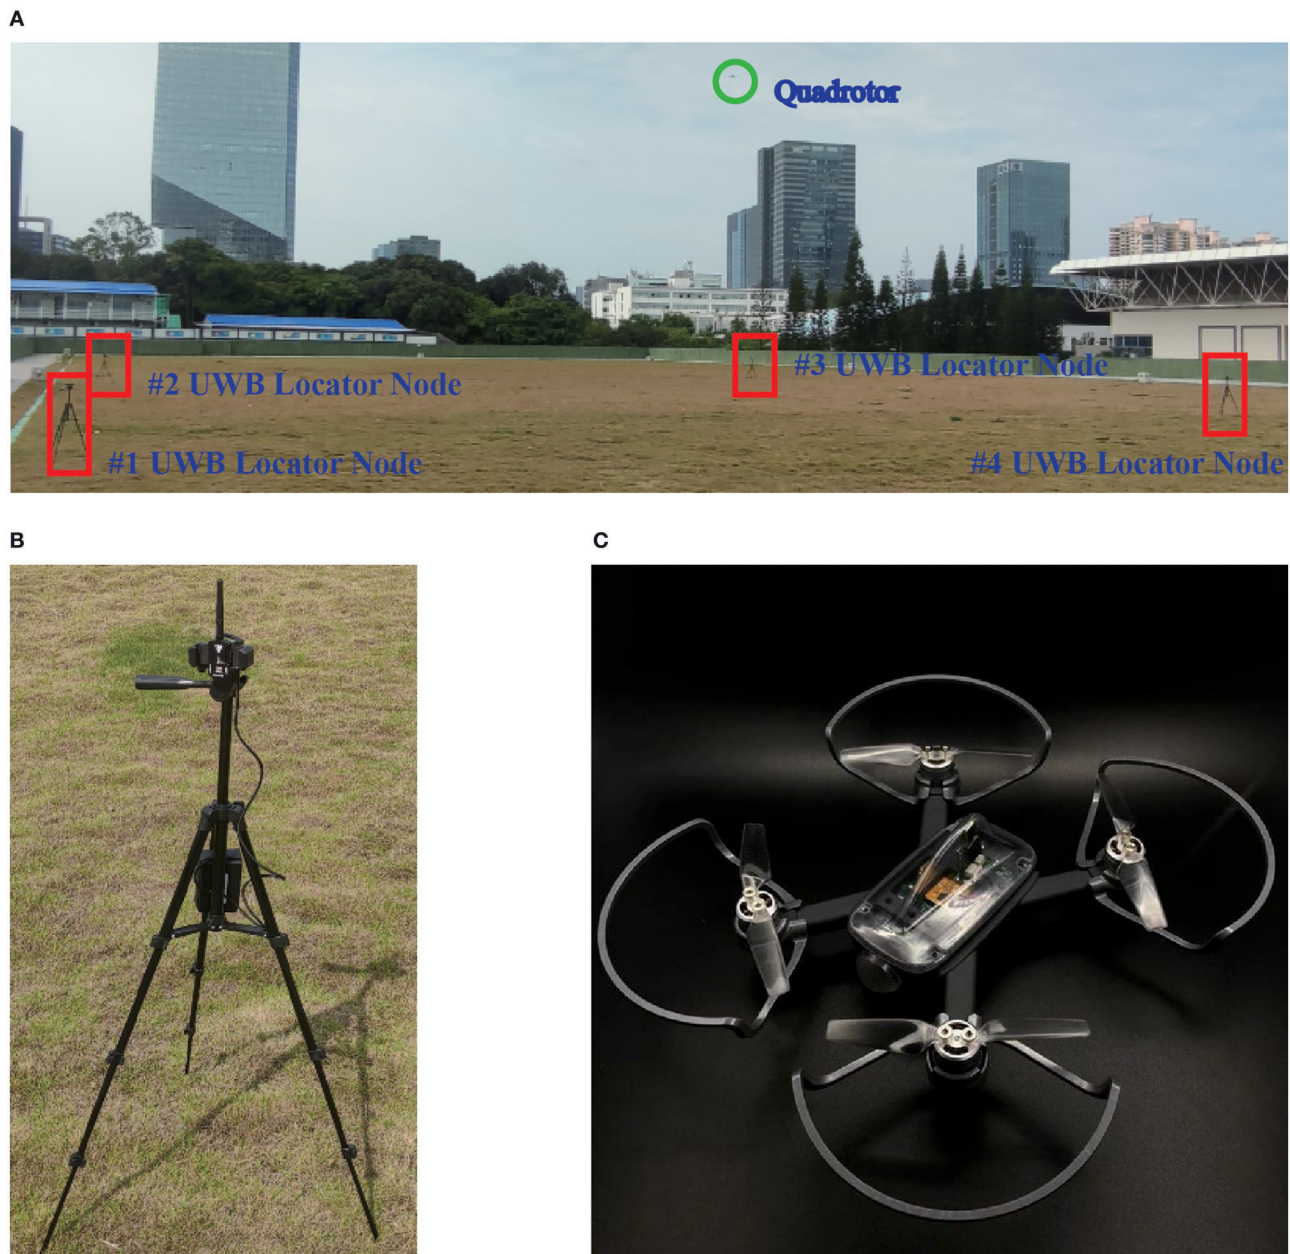 A
Quadrotor
#3 UWB Locator Node
#2 UWB Locator Node
#1 UWB Locator Node
#4 UWB Locator Node
B
C